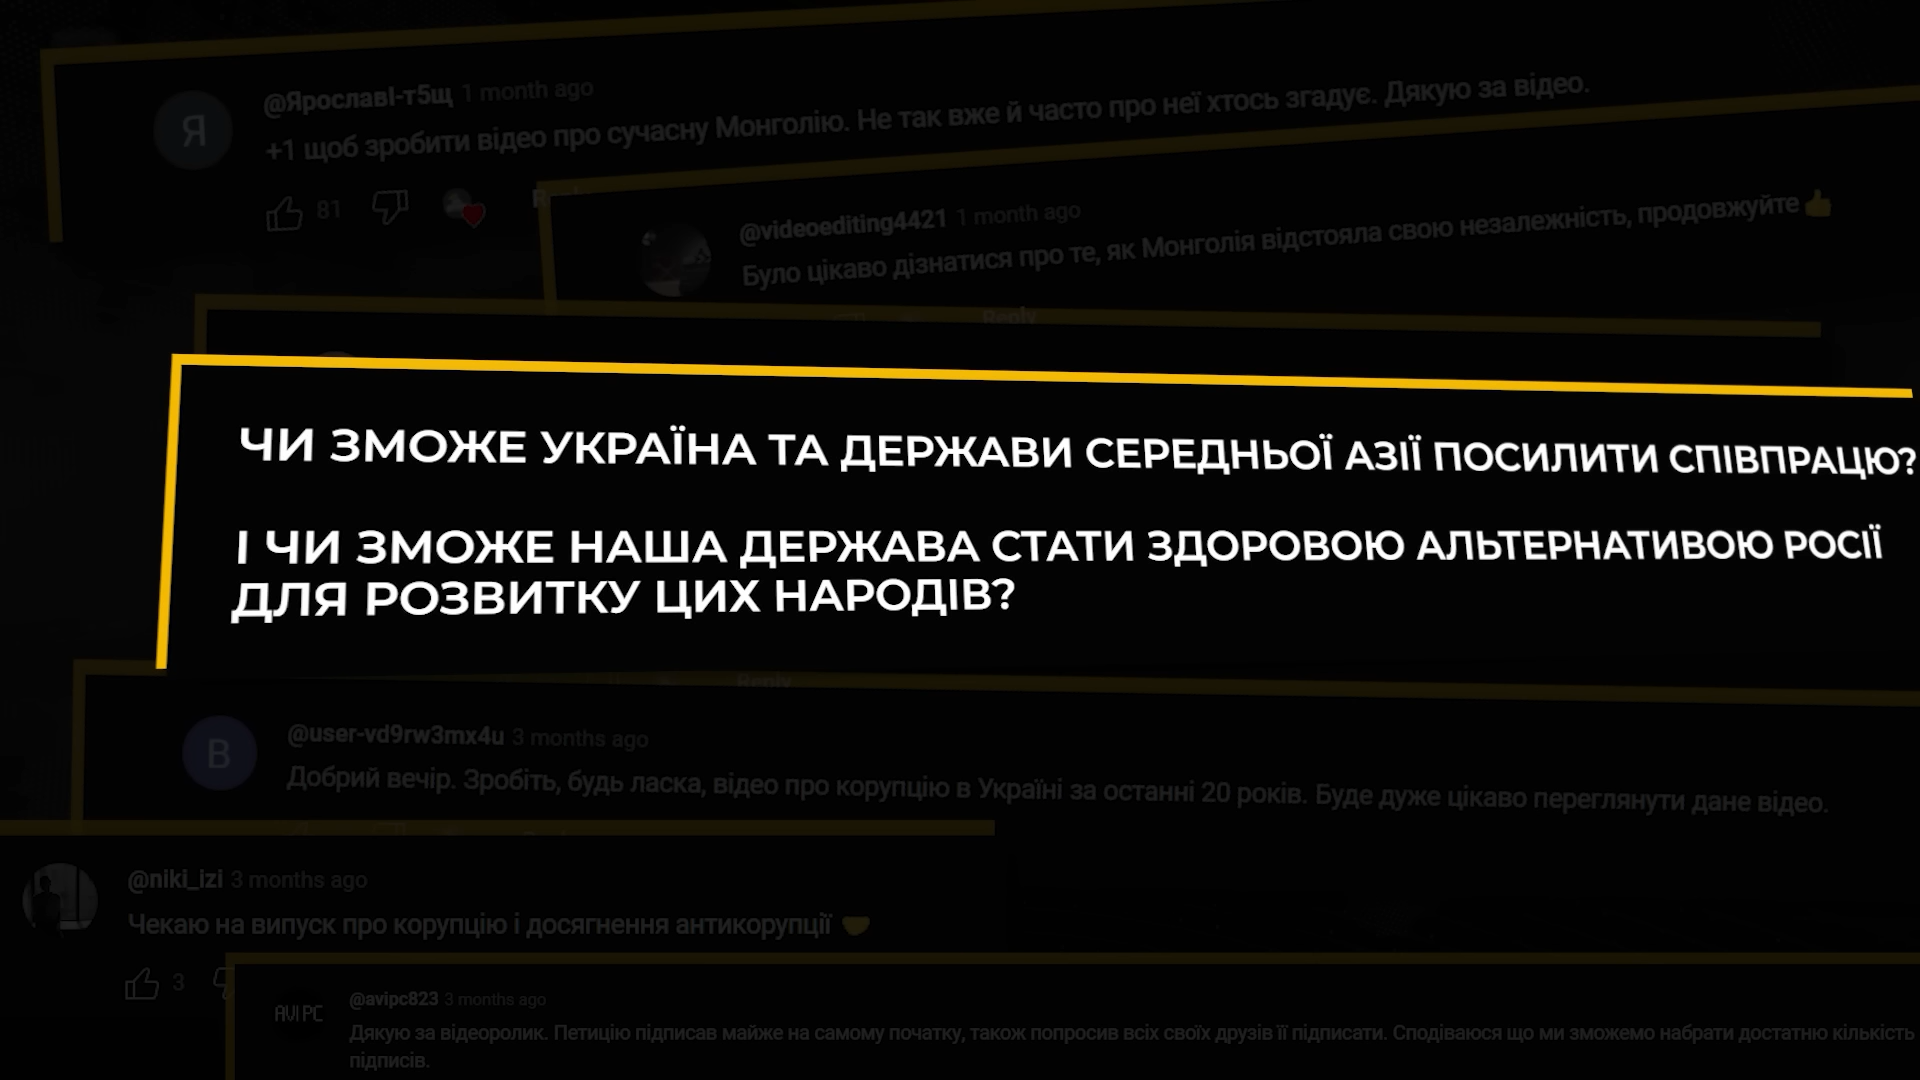 Я
@ЯрославІ-т5щ 1 month ago
+1 щоб зробити відео про сучасну Монголію. Не так вже й часто про неї хтось згадує. Дякую за відео.
81
@videoediting4421 1 month ago
Було цікаво дізнатися про те, як Монголія відстояла свою незалежність, продовжуйте👍
Reply
ЧИ ЗМОЖЕ УКРАЇНА ТА ДЕРЖАВИ СЕРЕДНЬОЇ АЗІЇ ПОСИЛИТИ СПІВПРАЦЮ?
І ЧИ ЗМОЖЕ НАША ДЕРЖАВА СТАТИ ЗДОРОВОЮ АЛЬТЕРНАТИВОЮ РОСІЇ
ДЛЯ РОЗВИТКУ ЦИХ НАРОДІВ?
Reply
B
@user-vd9rw3mx4u 3 months ago
Добрий вечір. Зробіть, будь ласка, відео про корупцію в Україні за останні 20 років. Буде дуже цікаво переглянути дане відео.
@niki_izi 3 months ago
Чекаю на випуск про корупцію і досягнення антикорупції
3
AVI PC
@avipc823 3 months ago
Дякую за відеоролик. Петицію підписав майже на самому початку, також попросив всіх своїх друзів її підписати. Сподіваюся що ми зможемо набрати достатню кількість
підписів.